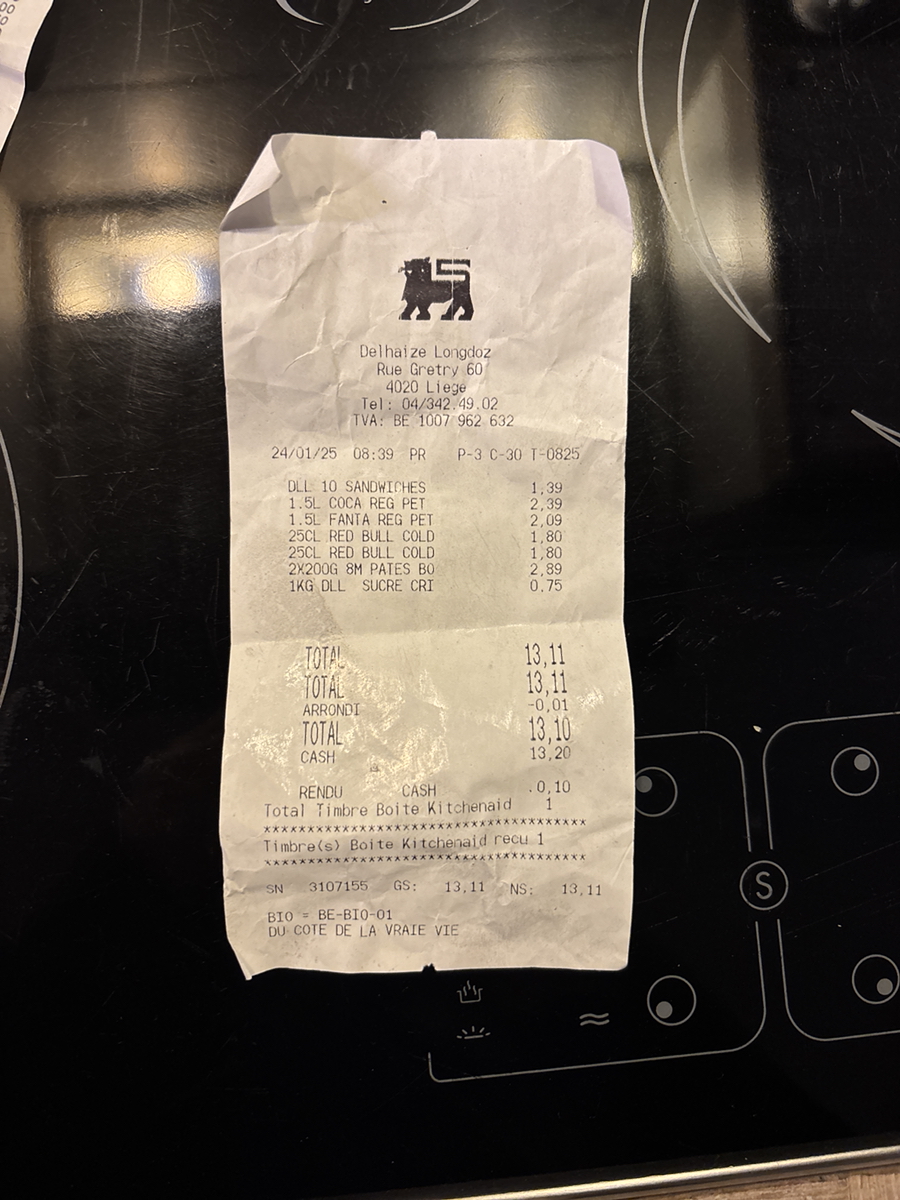 Delhaize Longdoz
Rue Gretry 60
4020 Liege
Tel: 04/342.49.02
TVA: BE 1007 962 632
24/01/25 08:39 PR P-3 C-30 T-0825
DLL 10 SANDWICHES 1,39
1.5L COCA REG PET 2,39
1.5L FANTA REG PET 2,09
25CL RED BULL COLD 1,80
25CL RED BULL COLD 1,80
2X200G 8M PATES BO 2,89
1KG DLL SUCRE CRI 0,75
TOTAL 13,11
TOTAL 13,11
ARRONDI -0,01
TOTAL 13,10
CASH 13,20
RENDU CASH 0,10
Total Timbre Boite Kitchenaid 1
****************************************
Timbre(s) Boite Kitchenaid recu 1
****************************************
SN 3107155 GS: 13,11 NS: 13,11
BIO = BE-BIO-01
DU COTE DE LA VRAIE VIE
S